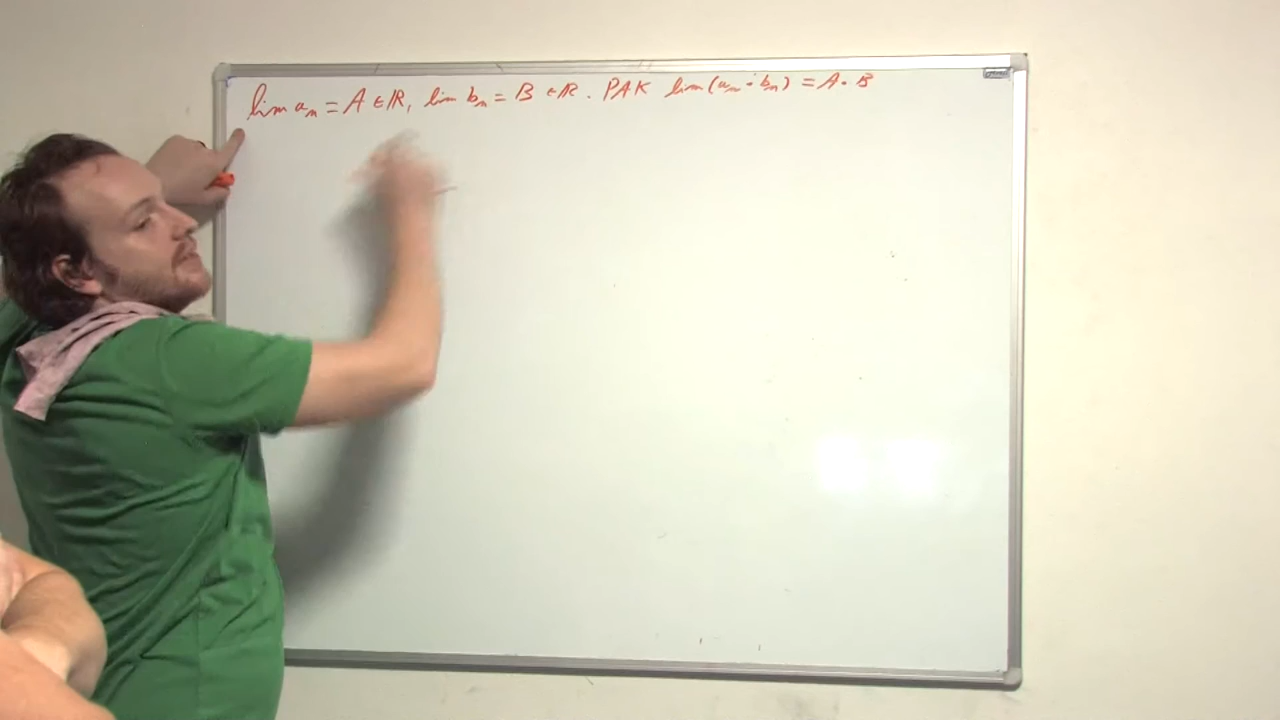 lim aₙ = A ∈ ℝ, lim bₙ = B ∈ ℝ. PAK lim(aₙ·bₙ) = A·B